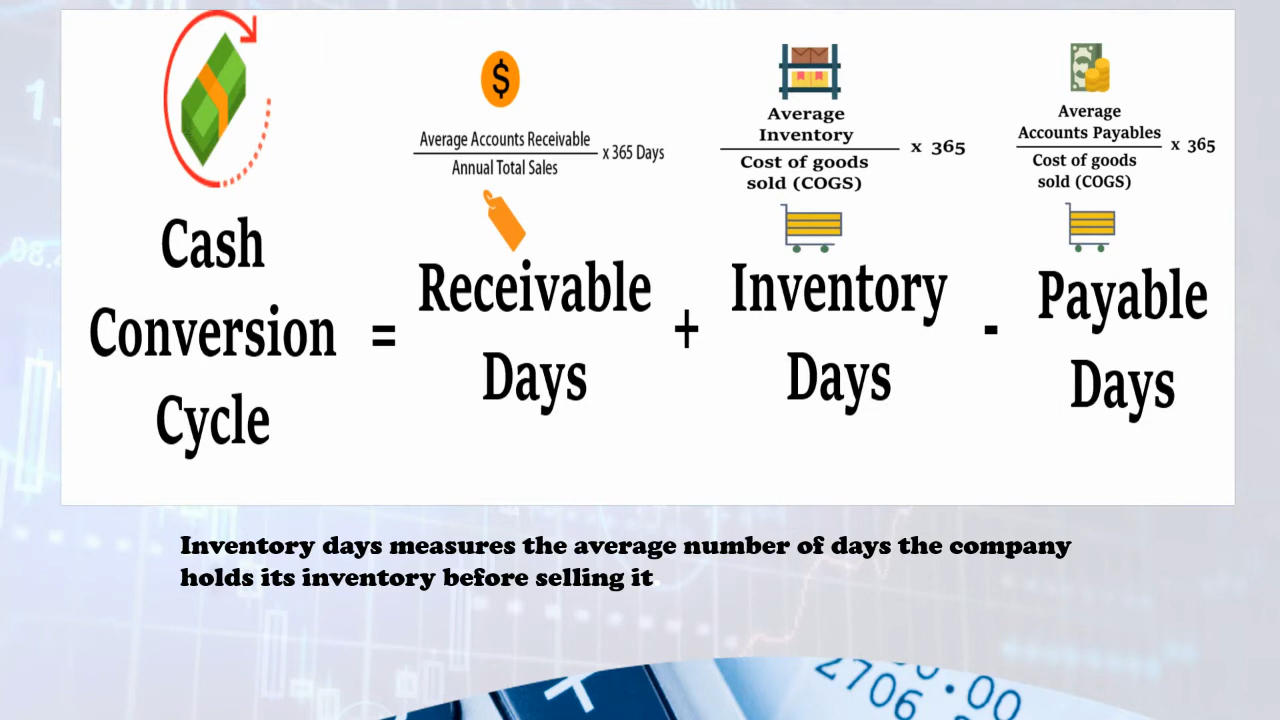 Average Accounts Receivable
Annual Total Sales
x 365 Days
Average
Inventory
Cost of goods
sold (COGS)
x 365
Average
Accounts Payables
Cost of goods
sold (COGS)
x 365
Cash
Conversion
Cycle
=
Receivable
Days
+
Inventory
Days
-
Payable
Days
Inventory days measures the average number of days the company
holds its inventory before selling it
2706